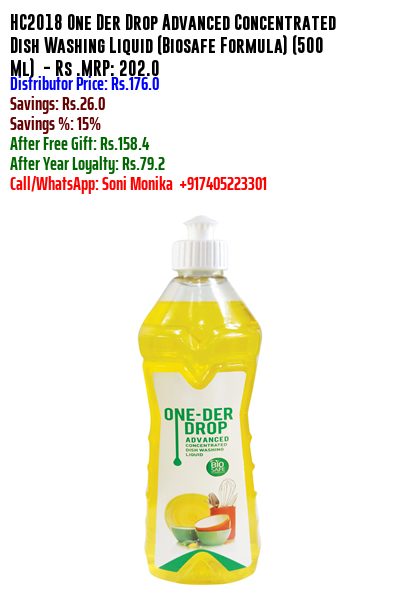 HC2018 One Der Drop Advanced Concentrated
Dish Washing Liquid (Biosafe Formula) (500
Ml)  - Rs .MRP: 202.0
Distributor Price: Rs.176.0
Savings: Rs.26.0
Savings %: 15%
After Free Gift: Rs.158.4
After Year Loyalty: Rs.79.2
Call/WhatsApp: Soni Monika  +917405223301
ONE-DER
DROP
ADVANCED
CONCENTRATED
DISH WASHING
LIQUID
BIO
SAFE